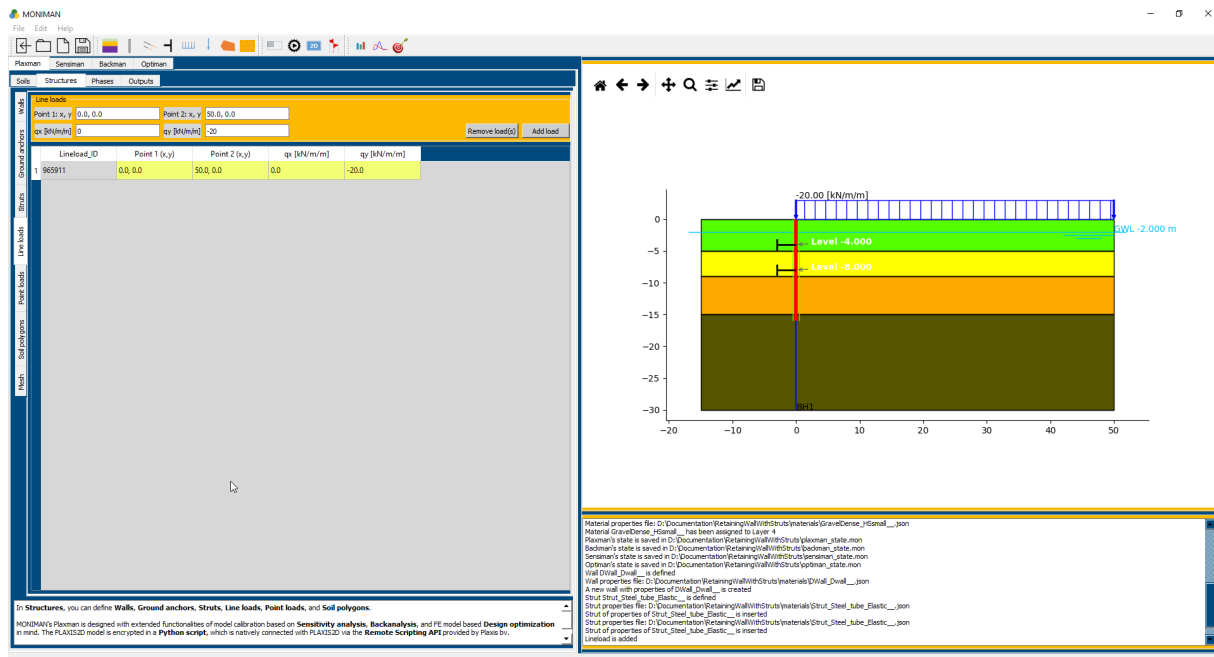 MONIMAN
File Edit Help
Plaxman Sensiman Backman Optiman
Soils Structures Phases Outputs
Walls
Ground anchors
Struts
Line loads
Point loads
Soil polygons
Mesh
Line loads
Point 1: x, y 0.0, 0.0 Point 2: x, y 50.0, 0.0
qx [kN/m/m] 0 qy [kN/m/m] -20 Remove load(s) Add load
Lineload_ID Point 1 (x,y) Point 2 (x,y) qx [kN/m/m] qy [kN/m/m]
1 965911 0.0, 0.0 50.0, 0.0 0.0 -20.0
In Structures, you can define Walls, Ground anchors, Struts, Line loads, Point loads, and Soil polygons.
MONIMAN's Plaxman is designed with extended functionalities of model calibration based on Sensitivity analysis, Backanalysis, and FE model based Design optimization
in mind. The PLAXIS2D model is encrypted in a Python script, which is natively connected with PLAXIS2D via the Remote Scripting API provided by Plaxis bv.
2D
-20.00 [kN/m/m]
GWL -2.000 m
Level -4.000
Level -8.000
BH1
0
−5
−10
−15
−20
−25
−30
−20 −10 0 10 20 30 40 50
Material properties file: D:\Documentation\RetainingWallWithStruts\materials\GravelDense_HSsmall__.json
Material GravelDense_HSsmall__ has been assigned to Layer 4
Plaxman's state is saved in D:\Documentation\RetainingWallWithStruts\plaxman_state.mon
Backman's state is saved in D:\Documentation\RetainingWallWithStruts\backman_state.mon
Sensiman's state is saved in D:\Documentation\RetainingWallWithStruts\sensiman_state.mon
Optiman's state is saved in D:\Documentation\RetainingWallWithStruts\optiman_state.mon
Wall DWall_Dwall__ is defined
Wall properties file: D:\Documentation\RetainingWallWithStruts\materials\DWall_Dwall__.json
A new wall with properties of DWall_Dwall__ is created
Strut Strut_Steel_tube_Elastic__ is defined
Strut properties file: D:\Documentation\RetainingWallWithStruts\materials\Strut_Steel_tube_Elastic__.json
Strut of properties of Strut_Steel_tube_Elastic__ is inserted
Strut properties file: D:\Documentation\RetainingWallWithStruts\materials\Strut_Steel_tube_Elastic__.json
Strut of properties of Strut_Steel_tube_Elastic__ is inserted
Lineload is added